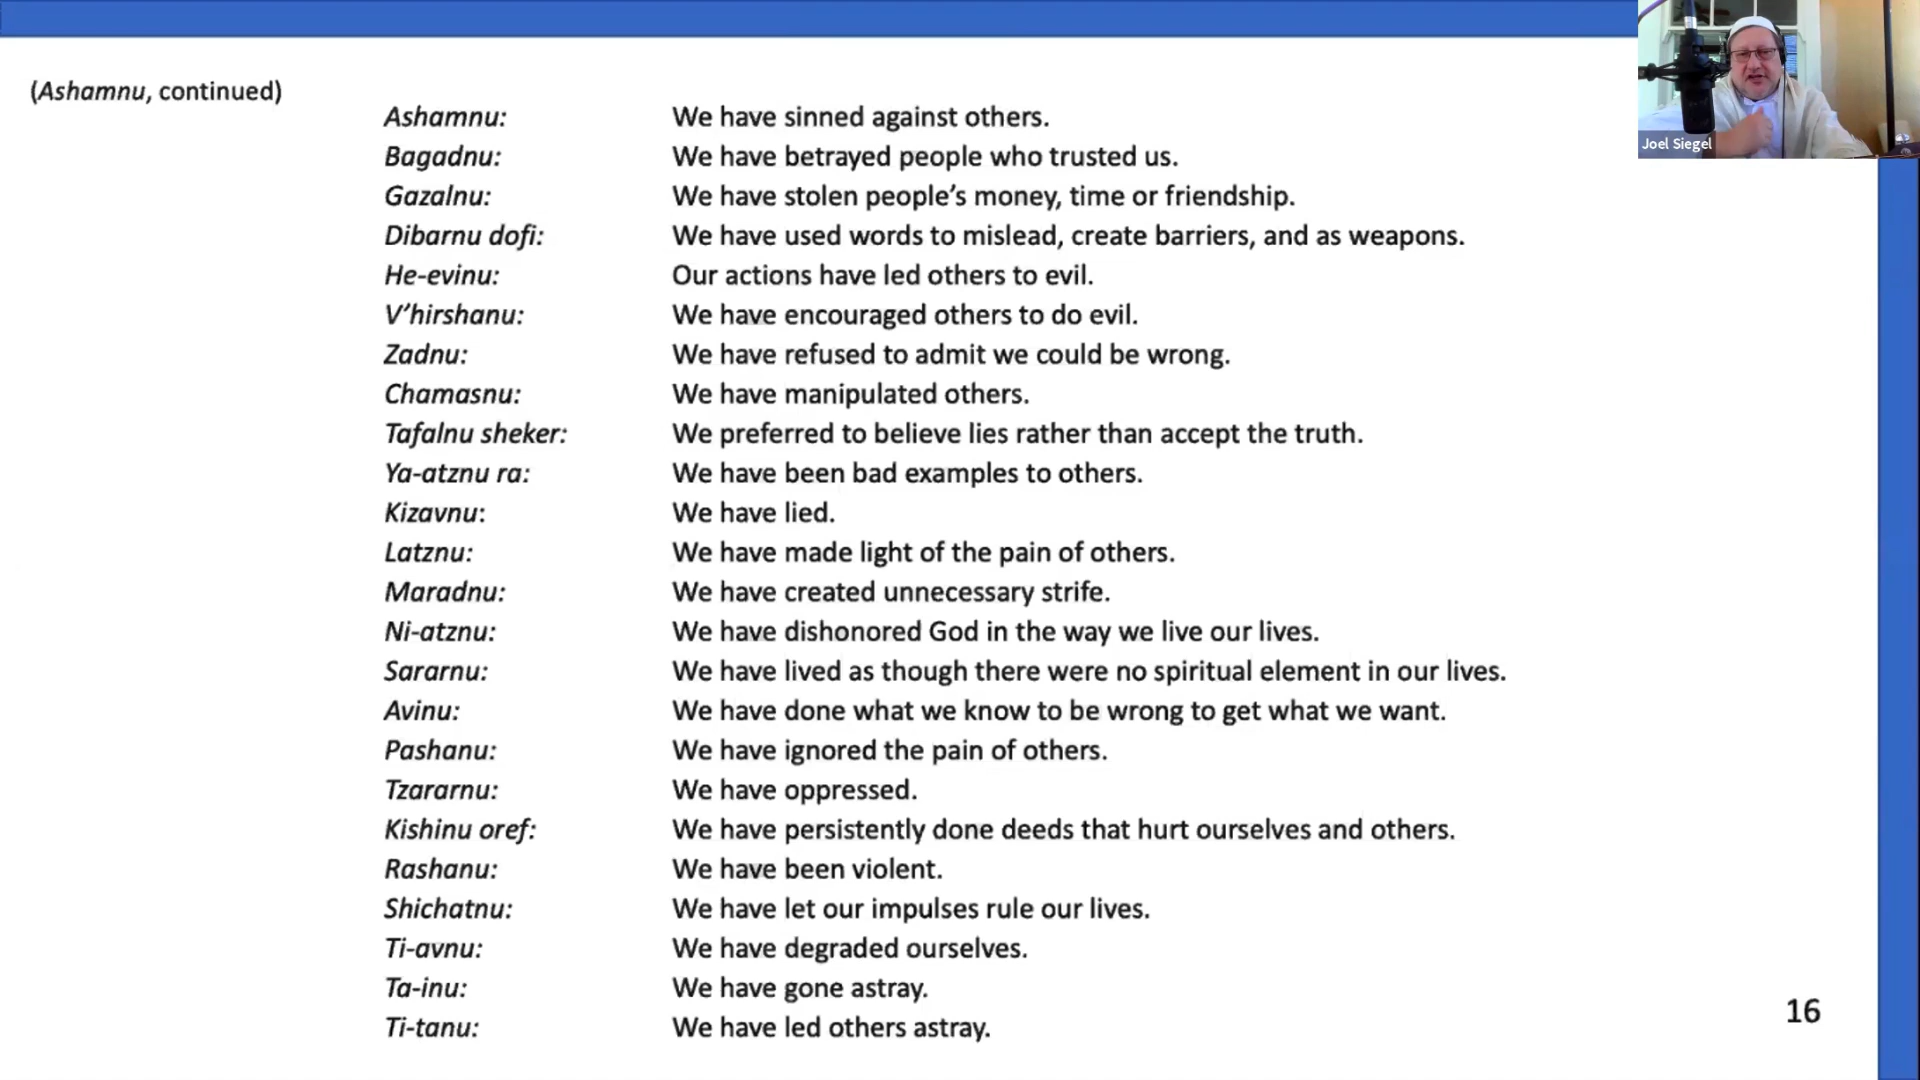 (Ashamnu, continued)
Ashamnu: We have sinned against others.
Bagadnu: We have betrayed people who trusted us.
Gazalnu: We have stolen people’s money, time or friendship.
Dibarnu dofi: We have used words to mislead, create barriers, and as weapons.
He-evinu: Our actions have led others to evil.
V’hirshanu: We have encouraged others to do evil.
Zadnu: We have refused to admit we could be wrong.
Chamasnu: We have manipulated others.
Tafalnu sheker: We preferred to believe lies rather than accept the truth.
Ya-atznu ra: We have been bad examples to others.
Kizavnu: We have lied.
Latznu: We have made light of the pain of others.
Maradnu: We have created unnecessary strife.
Ni-atznu: We have dishonored God in the way we live our lives.
Sararnu: We have lived as though there were no spiritual element in our lives.
Avinu: We have done what we know to be wrong to get what we want.
Pashanu: We have ignored the pain of others.
Tzararnu: We have oppressed.
Kishinu oref: We have persistently done deeds that hurt ourselves and others.
Rashanu: We have been violent.
Shichatnu: We have let our impulses rule our lives.
Ti-avnu: We have degraded ourselves.
Ta-inu: We have gone astray.
Ti-tanu: We have led others astray.
16
Joel Siegel